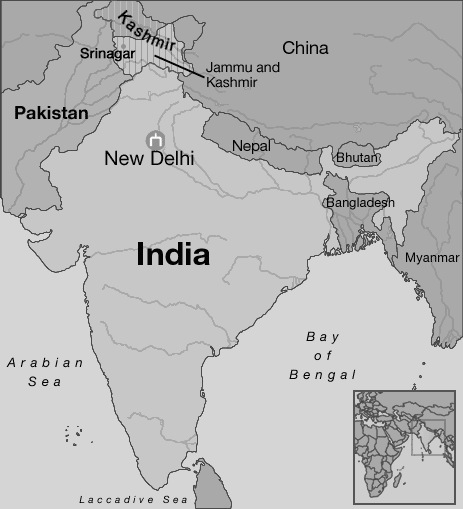 Kashmir
China
Srinagar
Jammu and
Kashmir
Pakistan
Nepal
New Delhi
Bhutan
Bangladesh
India
Myanmar
Arabian
Sea
Bay
of
Bengal
Laccadive Sea